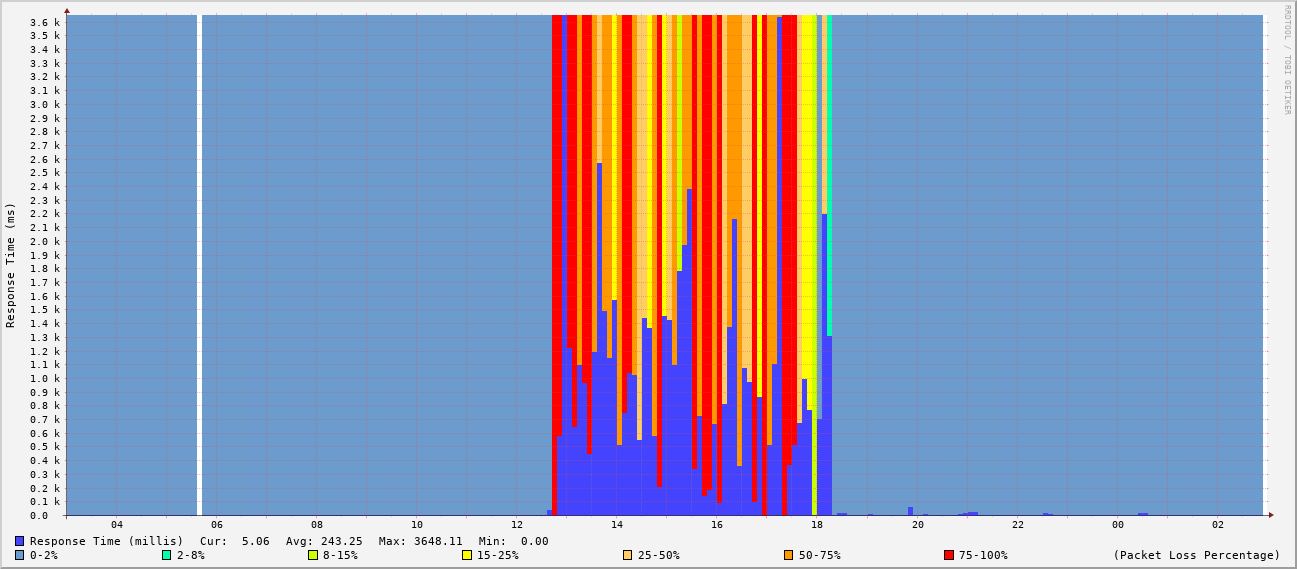 3.6 k
3.5 k
3.4 k
3.3 k
3.2 k
3.1 k
3.0 k
2.9 k
2.8 k
2.7 k
2.6 k
2.5 k
2.4 k
2.3 k
2.2 k
2.1 k
2.0 k
1.9 k
1.8 k
1.7 k
1.6 k
1.5 k
1.4 k
1.3 k
1.2 k
1.1 k
1.0 k
0.9 k
0.8 k
0.7 k
0.6 k
0.5 k
0.4 k
0.3 k
0.2 k
0.1 k
0.0
Response Time (ms)
RRDTOOL / TOBI OETIKER
04 06 08 10 12 14 16 18 20 22 00 02
Response Time (millis) Cur: 5.06 Avg: 243.25 Max: 3648.11 Min: 0.00
0-2% 2-8% 8-15% 15-25% 25-50% 50-75% 75-100% (Packet Loss Percentage)